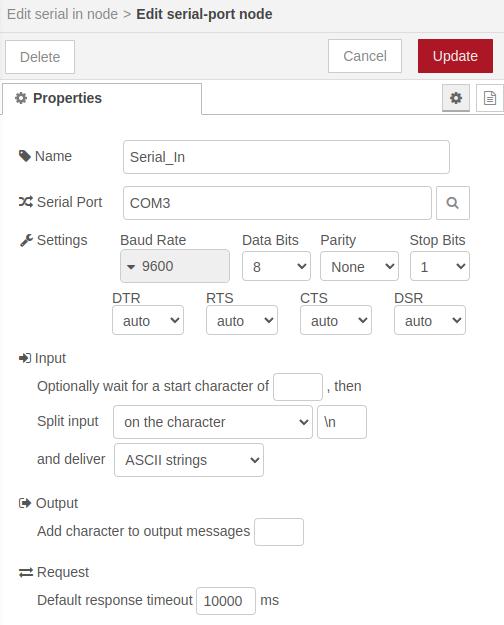 Edit serial in node > Edit serial-port node
Delete Cancel Update
Properties
Name Serial_In
Serial Port COM3
Settings Baud Rate Data Bits Parity Stop Bits
9600 8 None 1
DTR RTS CTS DSR
auto auto auto auto
Input
Optionally wait for a start character of , then
Split input on the character \n
and deliver ASCII strings
Output
Add character to output messages
Request
Default response timeout 10000 ms